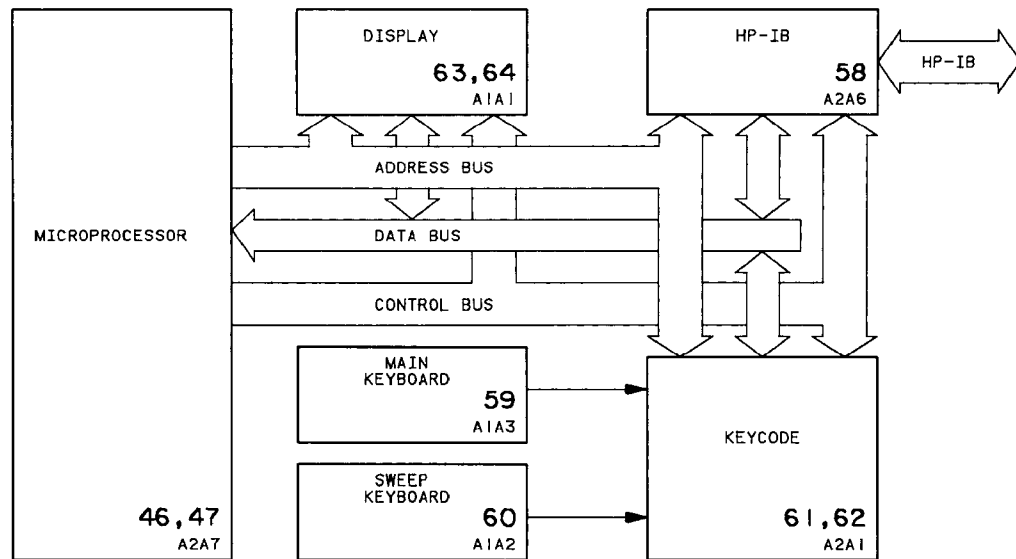 DISPLAY
63,64
A1A1
HP-IB
58
A2A6
HP-IB
ADDRESS BUS
MICROPROCESSOR
DATA BUS
CONTROL BUS
MAIN
KEYBOARD
59
A1A3
KEYCODE
SWEEP
KEYBOARD
60
A1A2
46,47
A2A7
61,62
A2A1